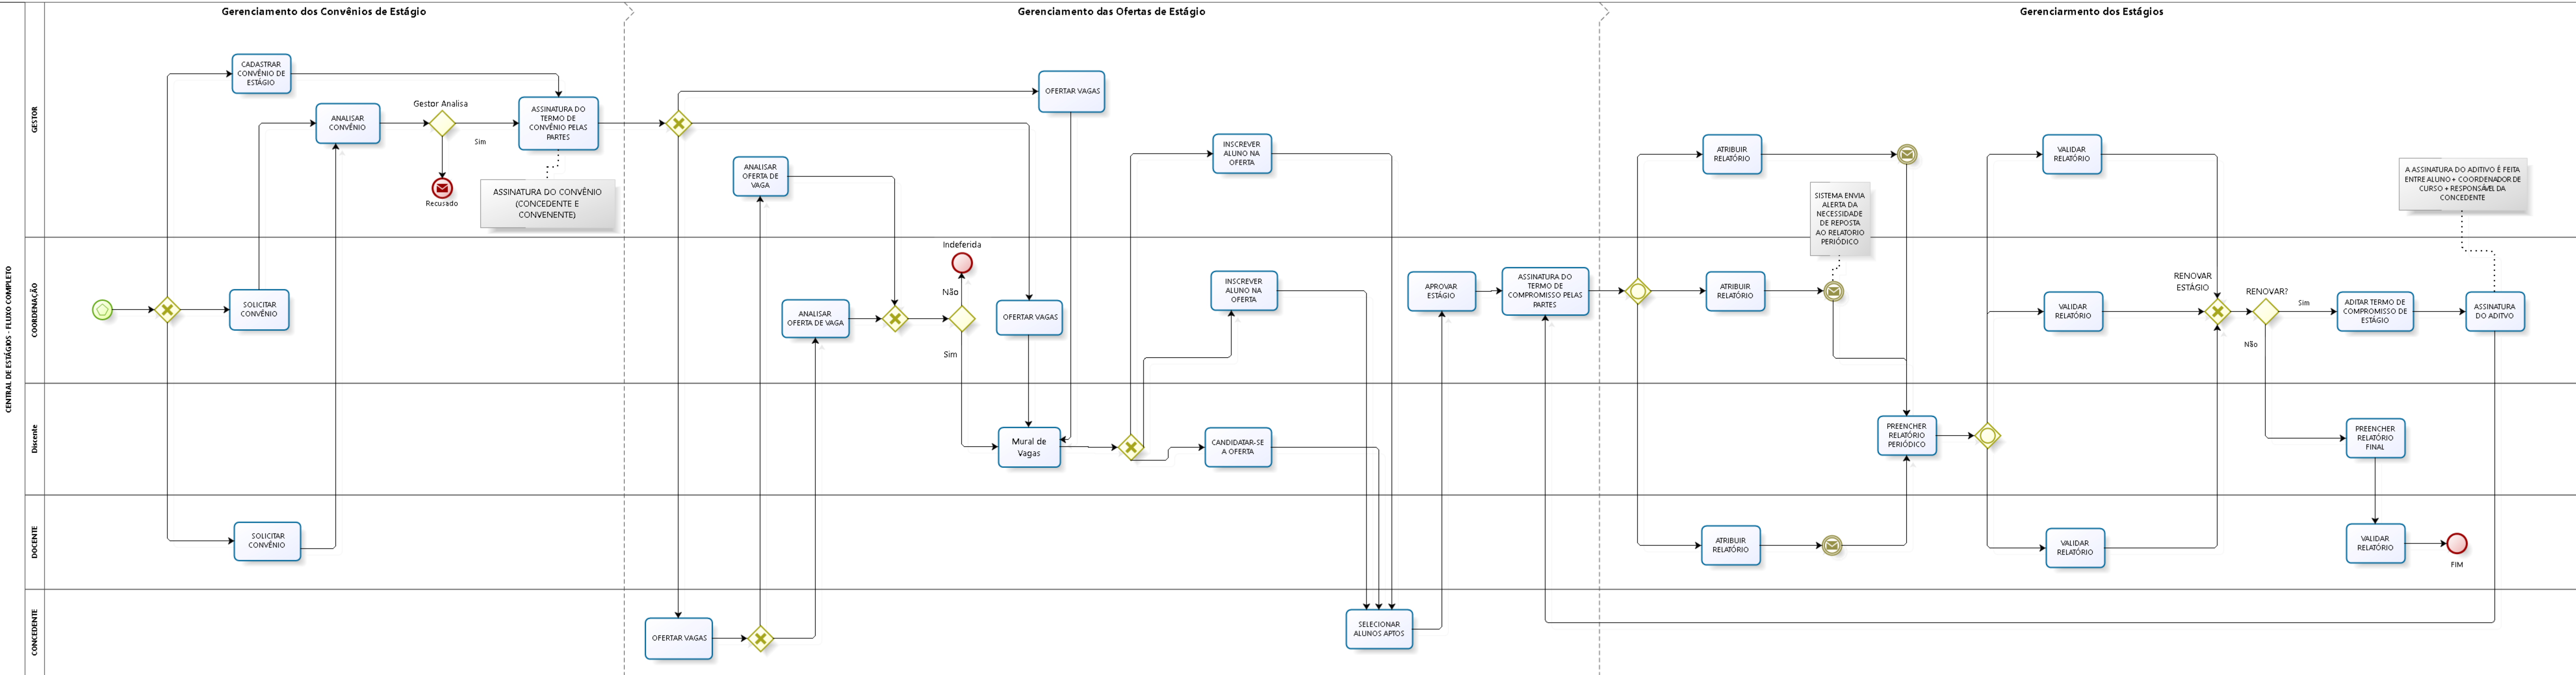 Gerenciamento dos Convênios de Estágio
Gerenciamento das Ofertas de Estágio
Gerenciarmento dos Estágios
CENTRAL DE ESTÁGIOS - FLUXO COMPLETO
GESTOR
CADASTRAR
CONVÊNIO DE
ESTÁGIO
ANALISAR
CONVÊNIO
Gestor Analisa
Sim
Recusado
ASSINATURA DO
TERMO DE
CONVÊNIO PELAS
PARTES
ASSINATURA DO CONVÊNIO
(CONCEDENTE E
CONVENENTE)
ANALISAR
OFERTA DE
VAGA
OFERTAR VAGAS
INSCREVER
ALUNO NA
OFERTA
ATRIBUIR
RELATÓRIO
SISTEMA ENVIA
ALERTA DA
NECESSIDADE
DE REPOSTA
AO RELATORIO
PERIÓDICO
VALIDAR
RELATÓRIO
A ASSINATURA DO ADITIVO É FEITA
ENTRE ALUNO + COORDENADOR DE
CURSO + RESPONSÁVEL DA
CONCEDENTE
COORDENAÇÃO
SOLICITAR
CONVÊNIO
ANALISAR
OFERTA DE VAGA
Indeferida
Não
Sim
OFERTAR VAGAS
INSCREVER
ALUNO NA
OFERTA
APROVAR
ESTÁGIO
ASSINATURA DO
TERMO DE
COMPROMISSO PELAS
PARTES
ATRIBUIR
RELATÓRIO
VALIDAR
RELATÓRIO
RENOVAR
ESTÁGIO
RENOVAR?
Sim
Não
ADITAR TERMO DE
COMPROMISSO DE
ESTÁGIO
ASSINATURA
DO ADITVO
Discente
Mural de
Vagas
CANDIDATAR-SE
A OFERTA
PREENCHER
RELATÓRIO
PERIÓDICO
PREENCHER
RELATÓRIO
FINAL
DOCENTE
SOLICITAR
CONVÊNIO
ATRIBUIR
RELATÓRIO
VALIDAR
RELATÓRIO
VALIDAR
RELATÓRIO
FIM
CONCEDENTE
OFERTAR VAGAS
SELECIONAR
ALUNOS APTOS